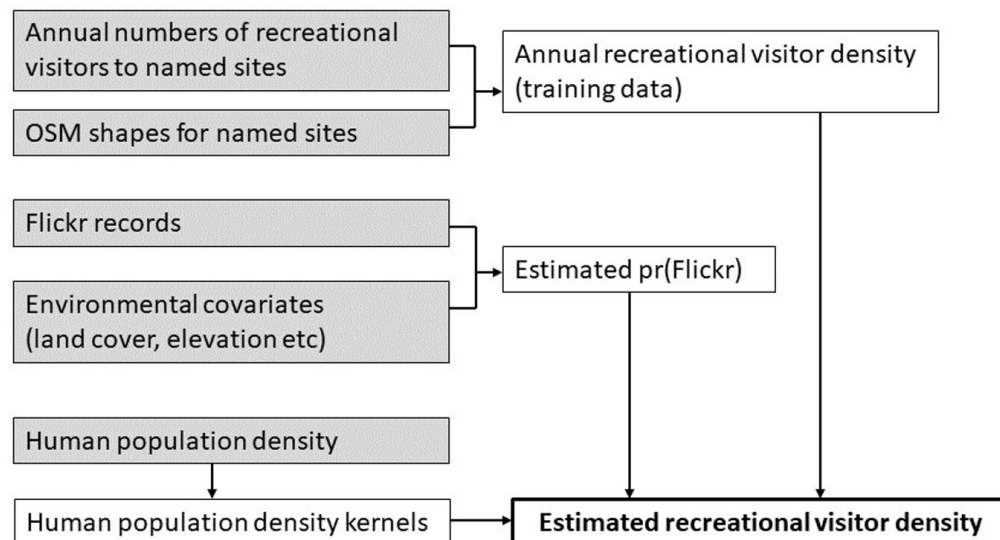 Annual numbers of recreational
visitors to named sites
Annual recreational visitor density
(training data)
OSM shapes for named sites
Flickr records
Estimated pr(Flickr)
Environmental covariates
(land cover, elevation etc)
Human population density
Human population density kernels
Estimated recreational visitor density